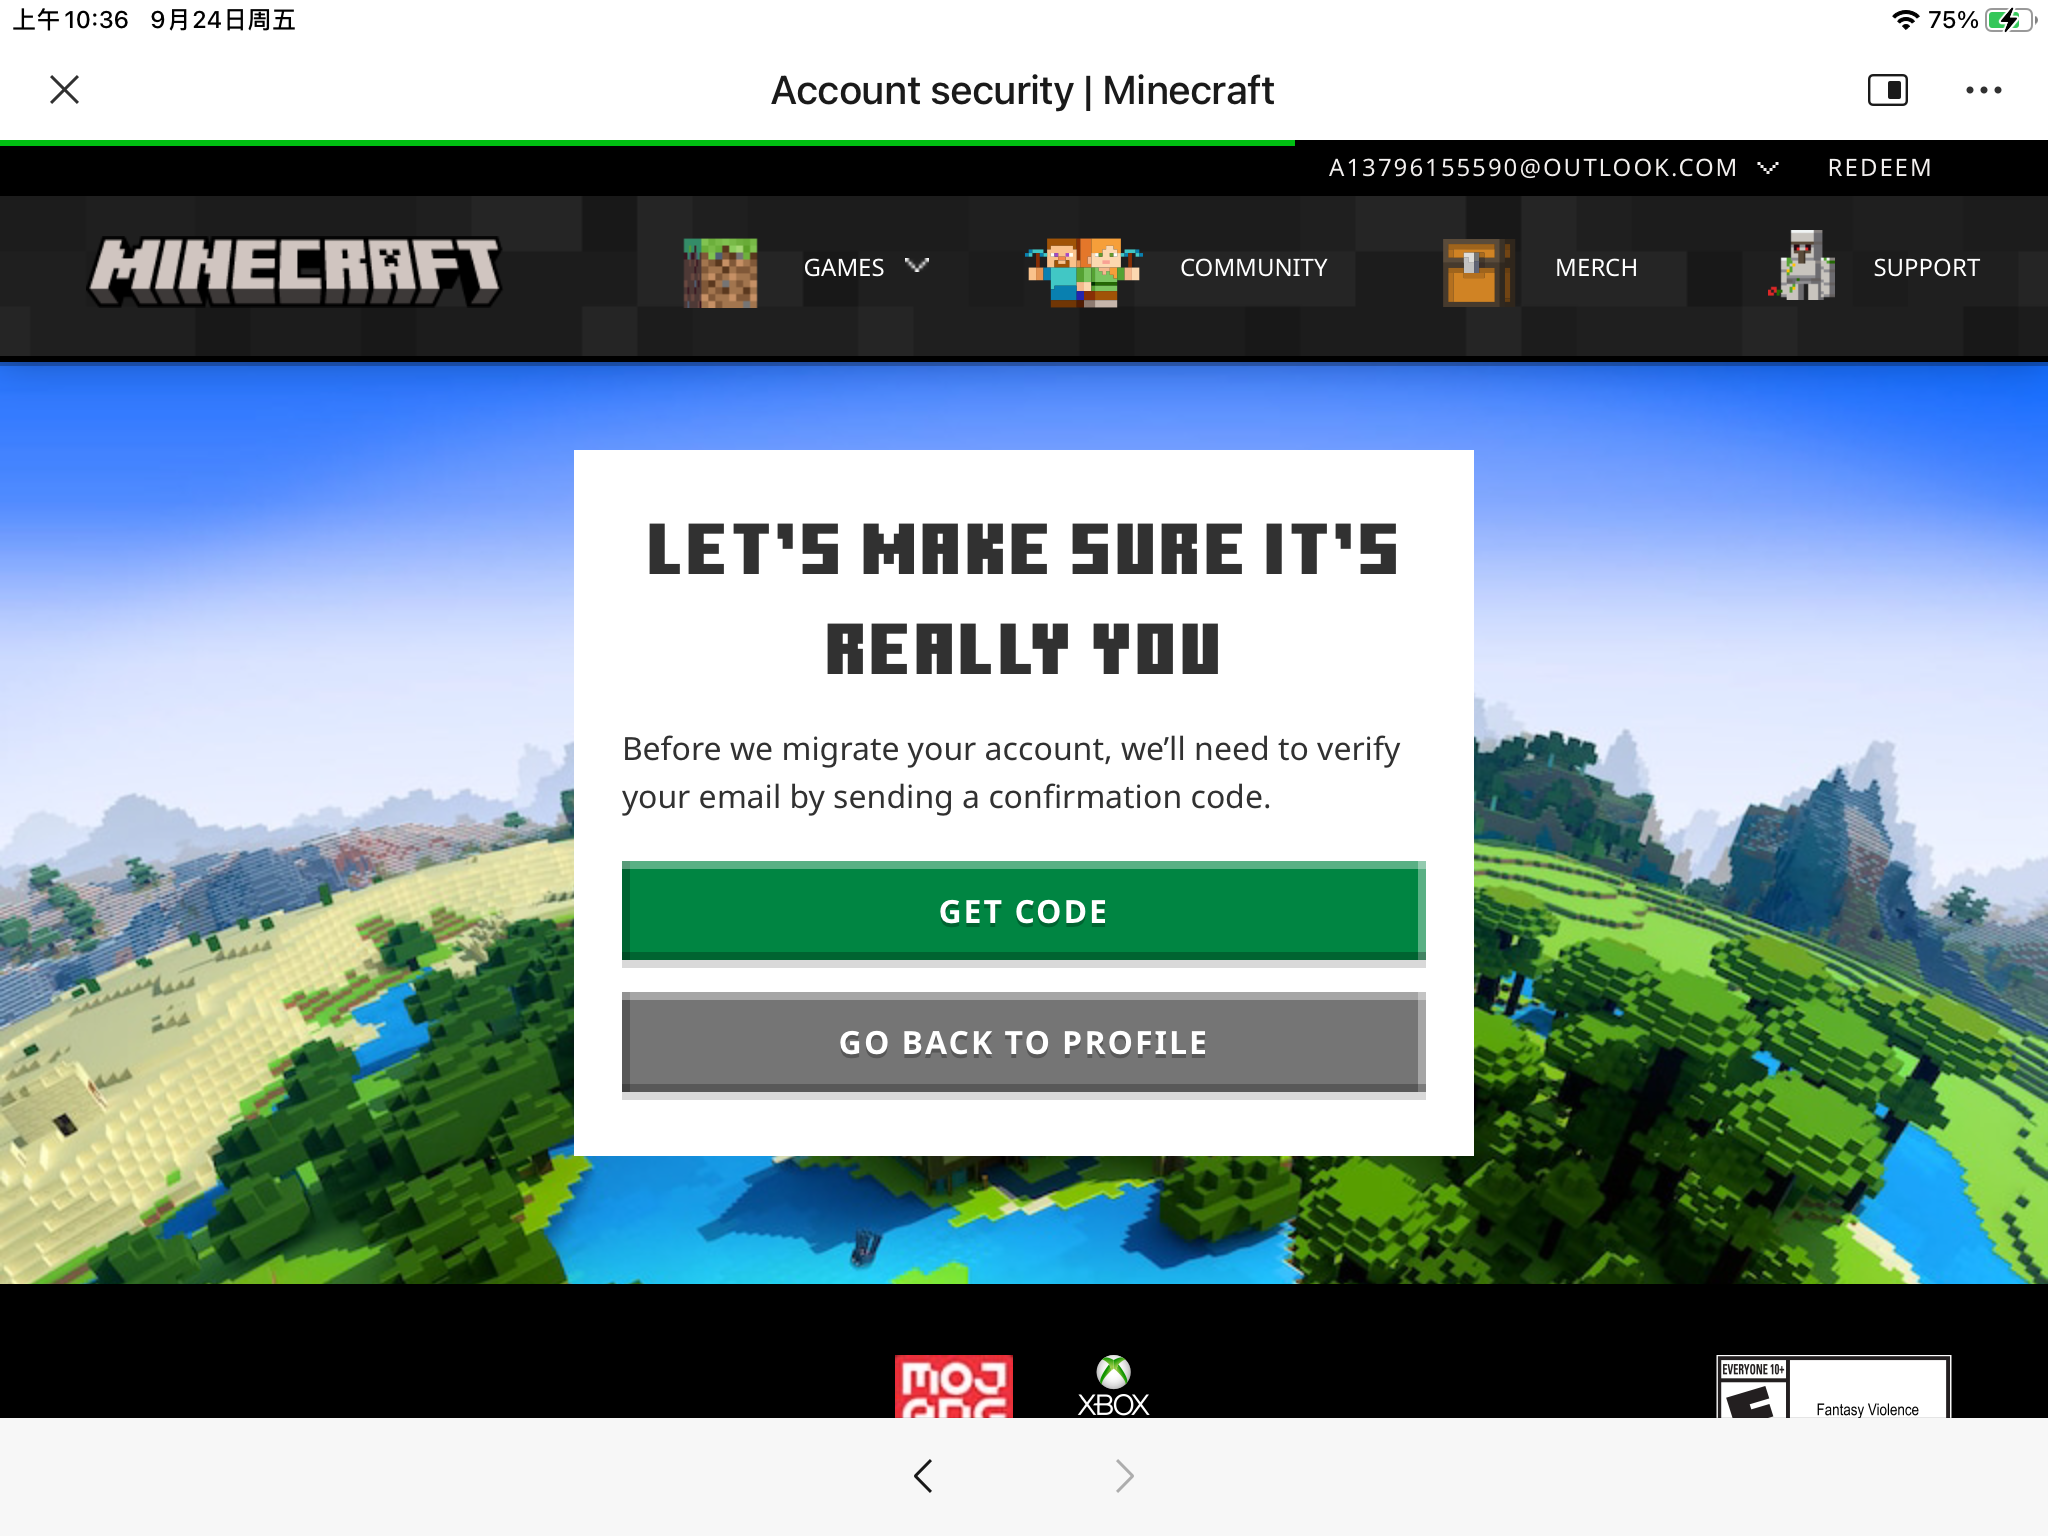 上午10:36 9月24日周五
75%
Account security | Minecraft
A13796155590@OUTLOOK.COM
REDEEM
MINECRAFT
GAMES
COMMUNITY
MERCH
SUPPORT
LET'S MAKE SURE IT'S
REALLY YOU
Before we migrate your account, we’ll need to verify
your email by sending a confirmation code.
GET CODE
GO BACK TO PROFILE
MOJ
XBOX
EVERYONE 10+
Fantasy Violence